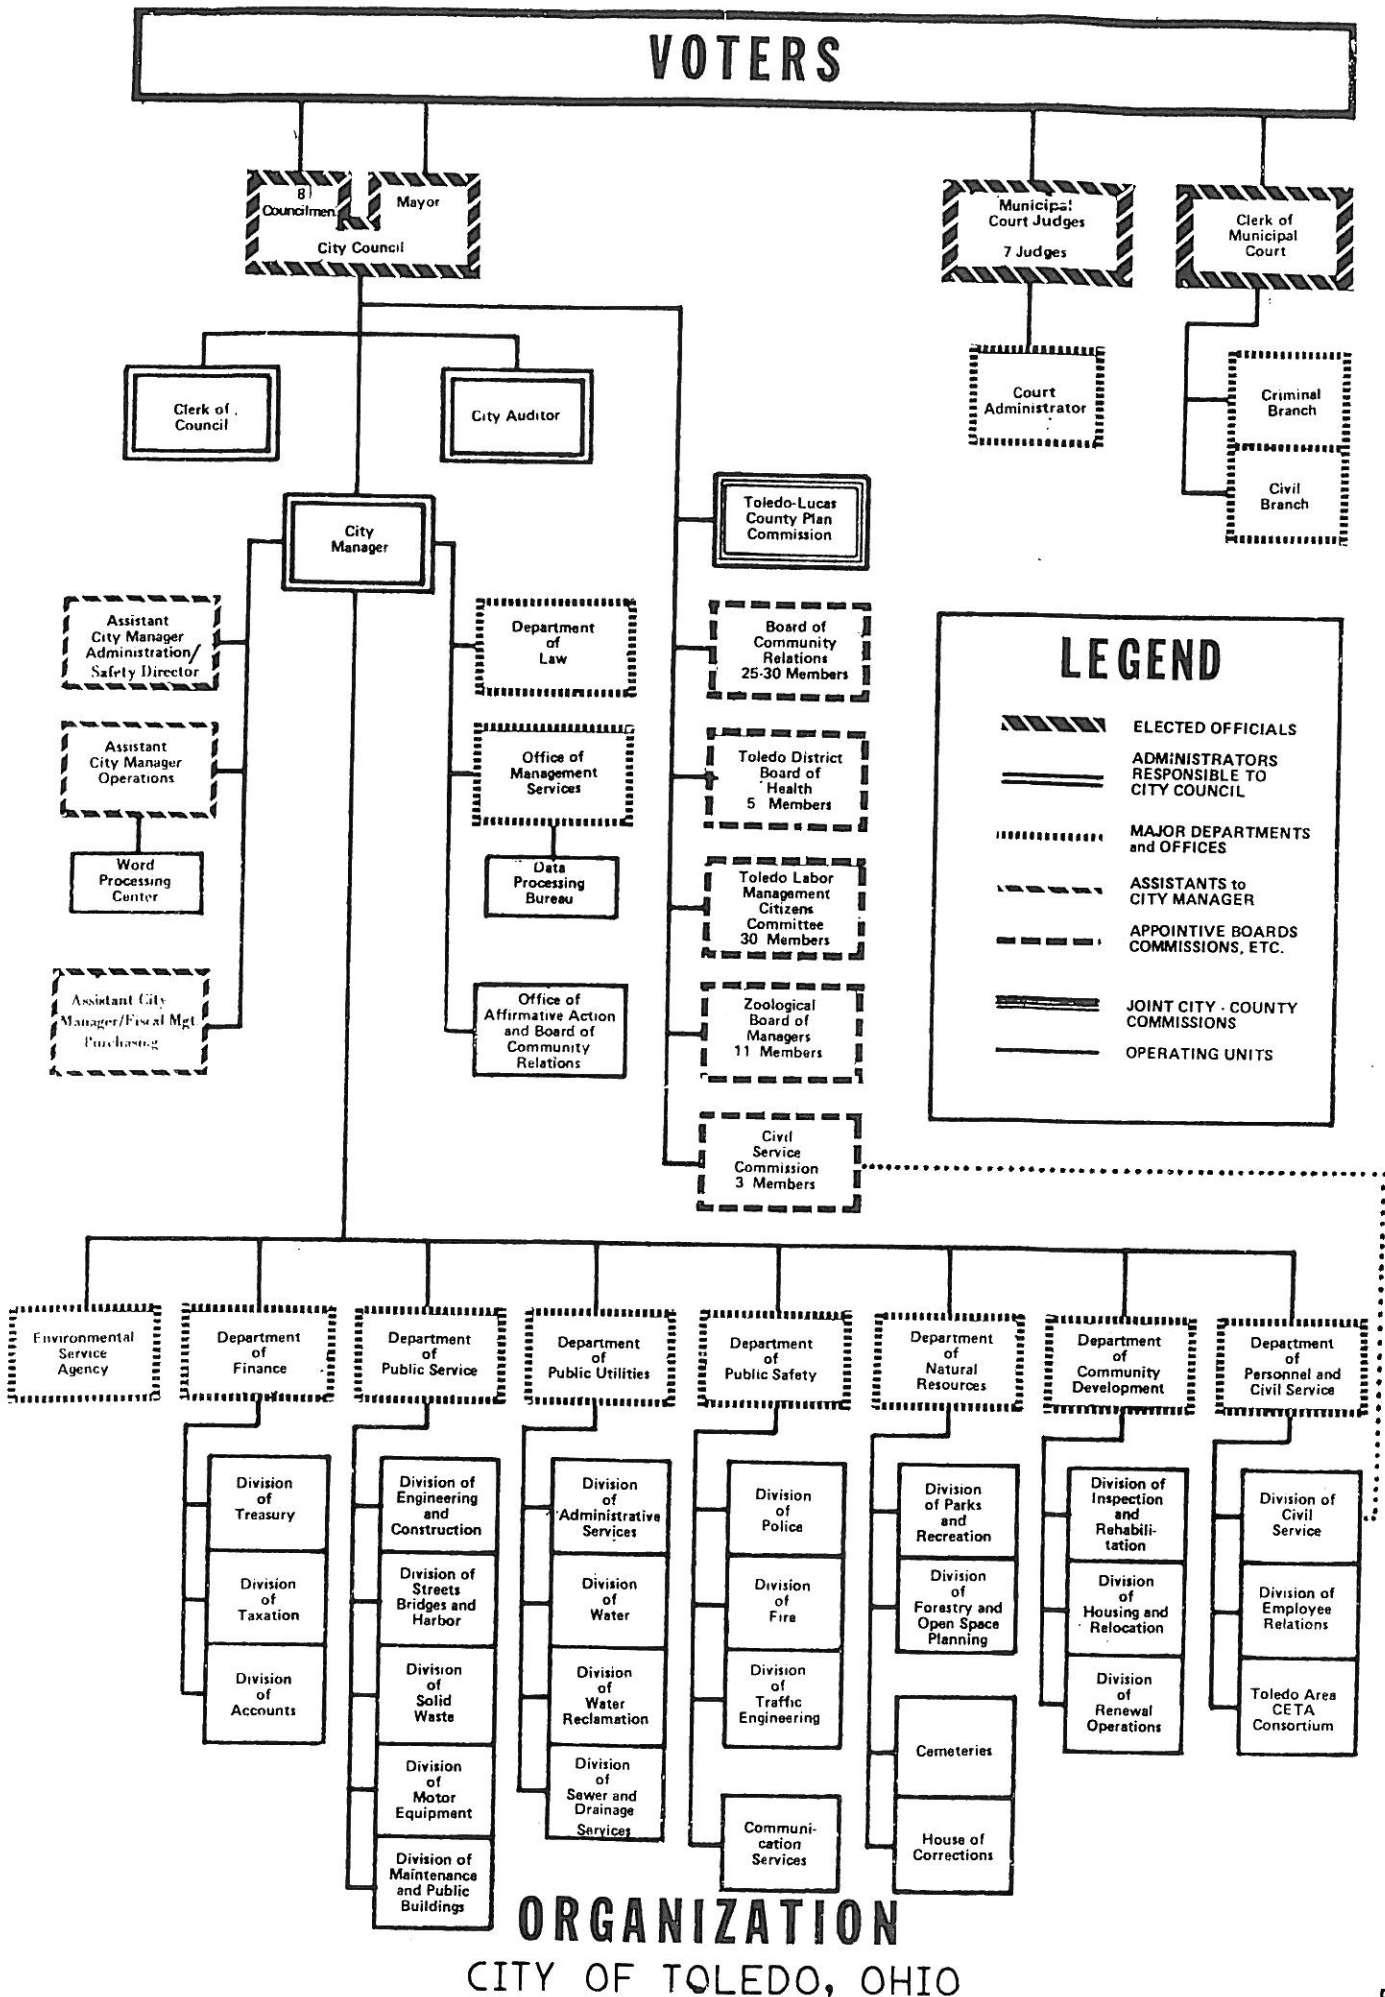 VOTERS
8
Councilmen
Mayor
City Council
Municipal
Court Judges
7 Judges
Clerk of
Municipal
Court
Clerk of
Council
City Auditor
Court
Administrator
Criminal
Branch
Civil
Branch
City
Manager
Toledo-Lucas
County Plan
Commission
Assistant
City Manager
Administration/
Safety Director
Department
of
Law
Board of
Community
Relations
25-30 Members
Assistant
City Manager
Operations
Office of
Management
Services
Toledo District
Board of
Health
5 Members
Word
Processing
Center
Data
Processing
Bureau
Toledo Labor
Management
Citizens
Committee
30 Members
Assistant City
Manager/Fiscal Mgt
Purchasing
Office of
Affirmative Action
and Board of
Community
Relations
Zoological
Board of
Managers
11 Members
Civil
Service
Commission
3 Members
LEGEND
ELECTED OFFICIALS
ADMINISTRATORS
RESPONSIBLE TO
CITY COUNCIL
MAJOR DEPARTMENTS
and OFFICES
ASSISTANTS to
CITY MANAGER
APPOINTIVE BOARDS
COMMISSIONS, ETC.
JOINT CITY - COUNTY
COMMISSIONS
OPERATING UNITS
Environmental
Service
Agency
Department
of
Finance
Department
of
Public Service
Department
of
Public Utilities
Department
of
Public Safety
Department
of
Natural
Resources
Department
of
Community
Development
Department
of
Personnel and
Civil Service
Division
of
Treasury
Division
of
Taxation
Division
of
Accounts
Division of
Engineering
and
Construction
Division of
Streets
Bridges and
Harbor
Division
of
Solid
Waste
Division
of
Motor
Equipment
Division of
Maintenance
and Public
Buildings
Division
of
Administrative
Services
Division
of
Water
Division
of
Water
Reclamation
Division
of
Sewer and
Drainage
Services
Division
of
Police
Division
of
Fire
Division
of
Traffic
Engineering
Communi-
cation
Services
Division
of Parks
and
Recreation
Division
of
Forestry and
Open Space
Planning
Cemeteries
House of
Corrections
Division of
Inspection
and
Rehabili-
tation
Division
of
Housing and
Relocation
Division
of
Renewal
Operations
Division of
Civil
Service
Division of
Employee
Relations
Toledo Area
CETA
Consortium
ORGANIZATION
CITY OF TOLEDO, OHIO